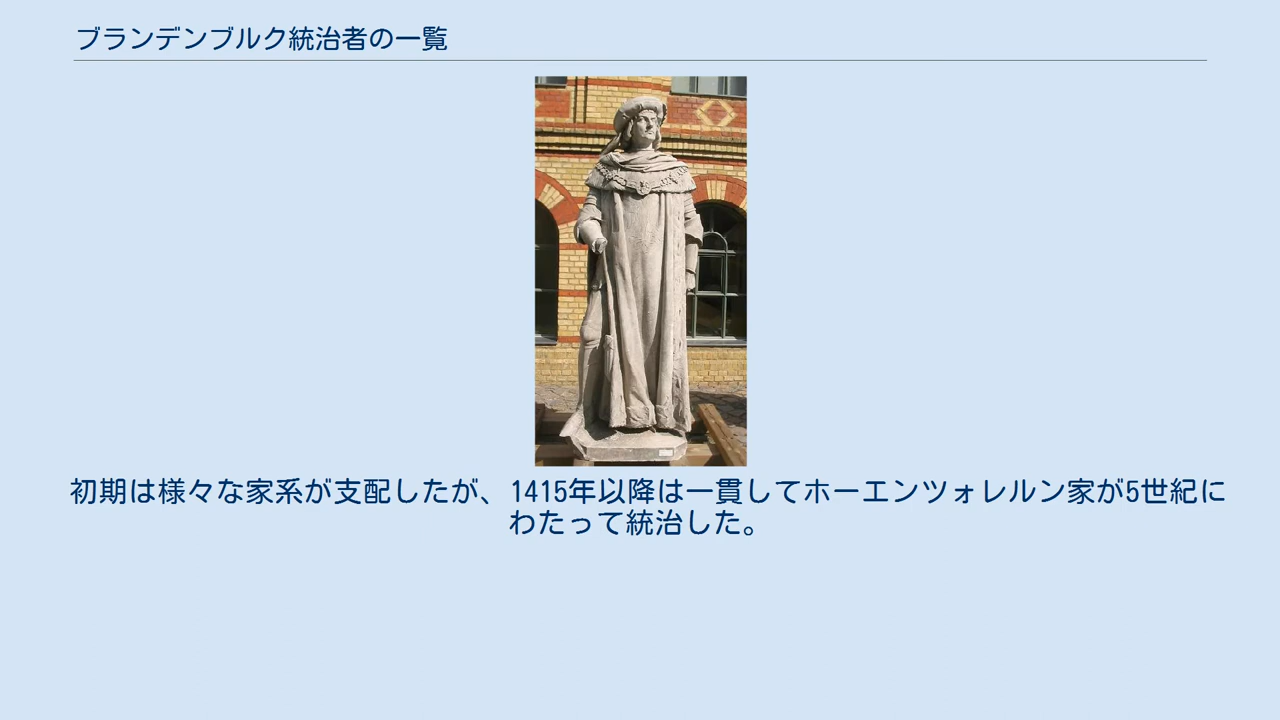 ブランデンブルク統治者の一覧
初期は様々な家系が支配したが、1415年以降は一貫してホーエンツォレルン家が5世紀に
わたって統治した。